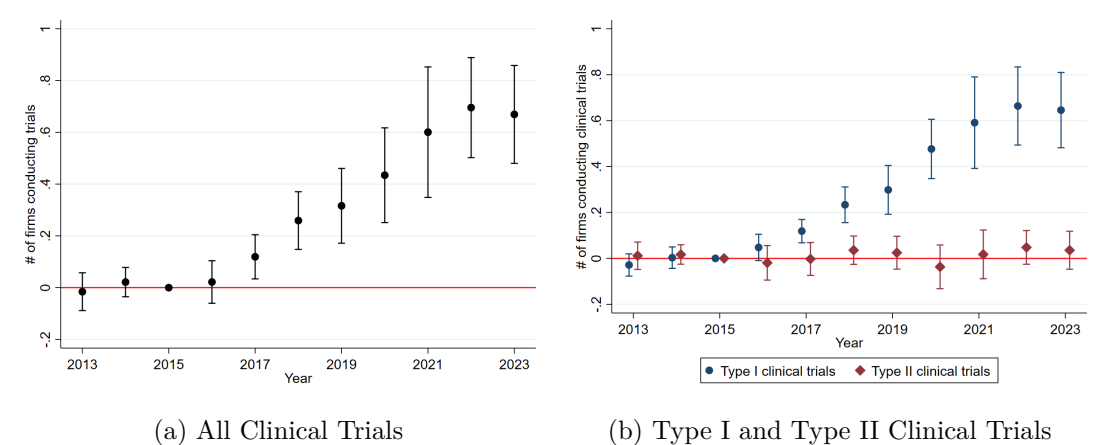 # of firms conducting trials
1
.8
.6
.4
.2
0
-.2
2013 2015 2017 2019 2021 2023
Year
(a) All Clinical Trials
# of firms conducting clinical trials
1
.8
.6
.4
.2
0
-.2
2013 2015 2017 2019 2021 2023
Year
Type I clinical trials Type II clinical trials
(b) Type I and Type II Clinical Trials